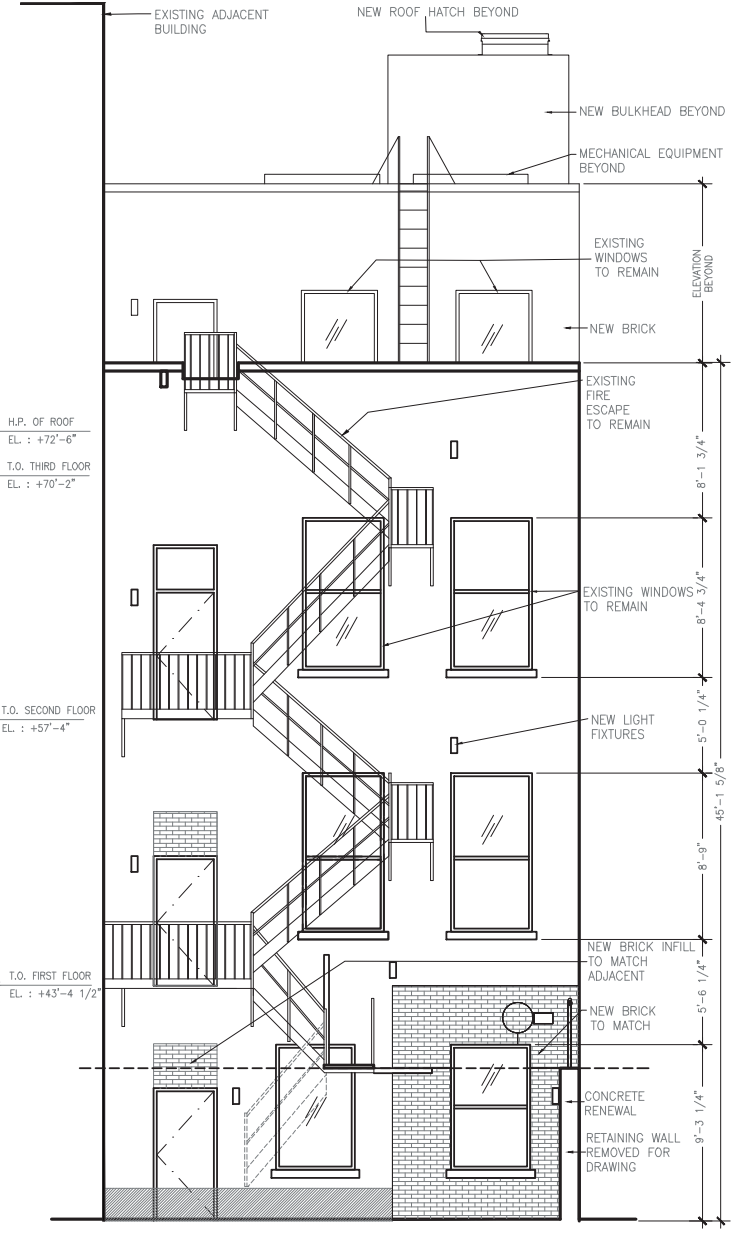 EXISTING ADJACENT
BUILDING
NEW ROOF HATCH BEYOND
NEW BULKHEAD BEYOND
MECHANICAL EQUIPMENT
BEYOND
ELEVATION
BEYOND
EXISTING
WINDOWS
TO REMAIN
NEW BRICK
EXISTING
FIRE
ESCAPE
TO REMAIN
H.P. OF ROOF
EL. : +72'-6"
T.O. THIRD FLOOR
EL. : +70'-2"
8'-1 3/4"
EXISTING WINDOWS
TO REMAIN
8'-4 3/4"
T.O. SECOND FLOOR
EL. : +57'-4"
NEW LIGHT
FIXTURES
5'-0 1/4"
45'-1 5/8"
8'-9"
NEW BRICK INFILL
TO MATCH
ADJACENT
T.O. FIRST FLOOR
EL. : +43'-4 1/2"
5'-6 1/4"
NEW BRICK
TO MATCH
CONCRETE
RENEWAL
9'-3 1/4"
RETAINING WALL
REMOVED FOR
DRAWING